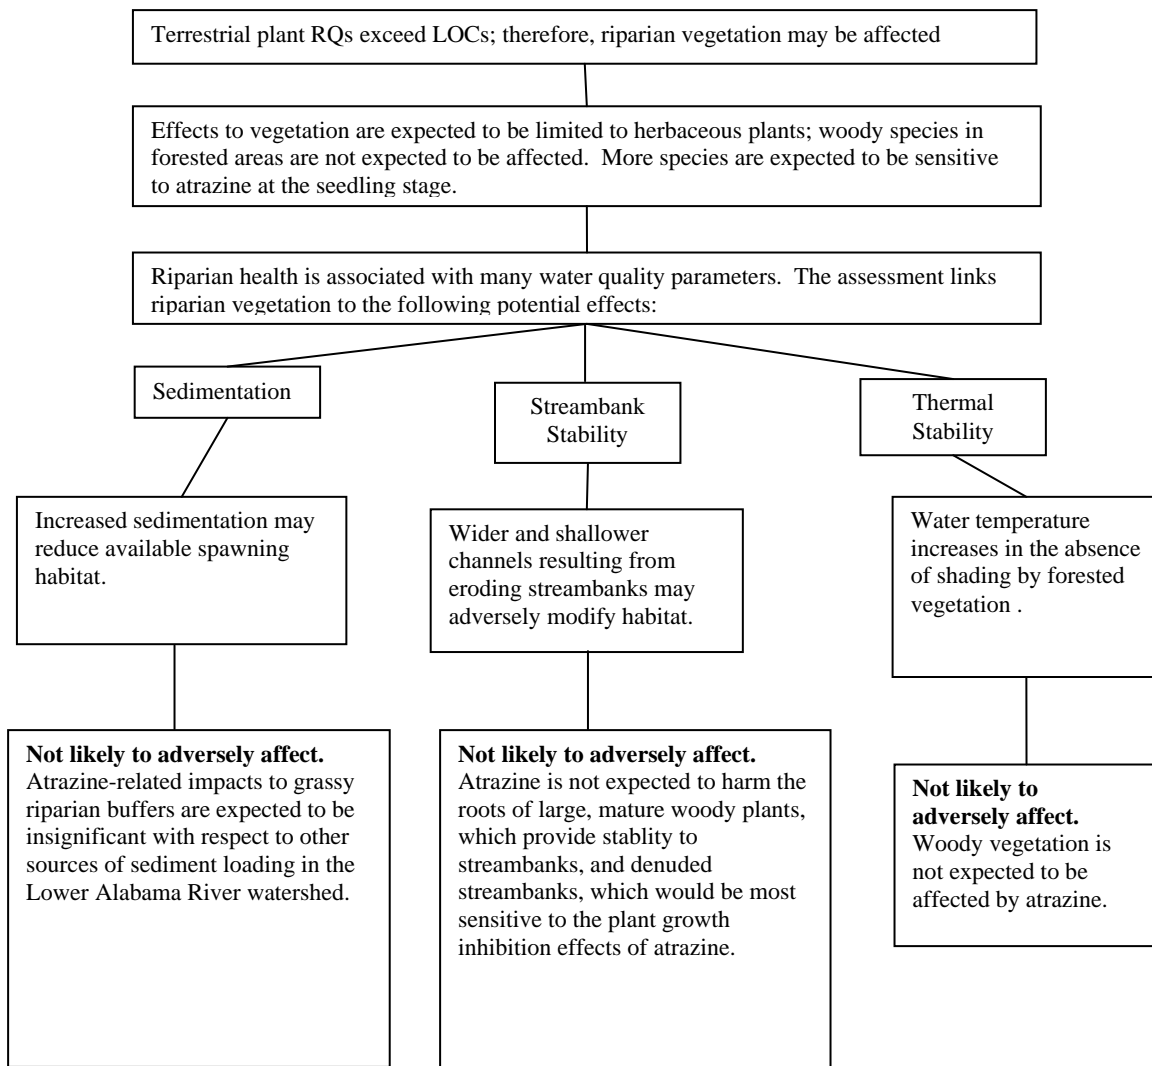 Terrestrial plant RQs exceed LOCs; therefore, riparian vegetation may be affected
Effects to vegetation are expected to be limited to herbaceous plants; woody species in
forested areas are not expected to be affected.  More species are expected to be sensitive
to atrazine at the seedling stage.
Riparian health is associated with many water quality parameters.  The assessment links
riparian vegetation to the following potential effects:
Sedimentation
Streambank
Stability
Thermal
Stability
Increased sedimentation may
reduce available spawning
habitat.
Wider and shallower
channels resulting from
eroding streambanks may
adversely modify habitat.
Water temperature
increases in the absence
of shading by forested
vegetation .
Not likely to adversely affect.
Atrazine-related impacts to grassy
riparian buffers are expected to be
insignificant with respect to other
sources of sediment loading in the
Lower Alabama River watershed.
Not likely to adversely affect.
Atrazine is not expected to harm the
roots of large, mature woody plants,
which provide stablity to
streambanks, and denuded
streambanks, which would be most
sensitive to the plant growth
inhibition effects of atrazine.
Not likely to
adversely affect.
Woody vegetation is
not expected to be
affected by atrazine.